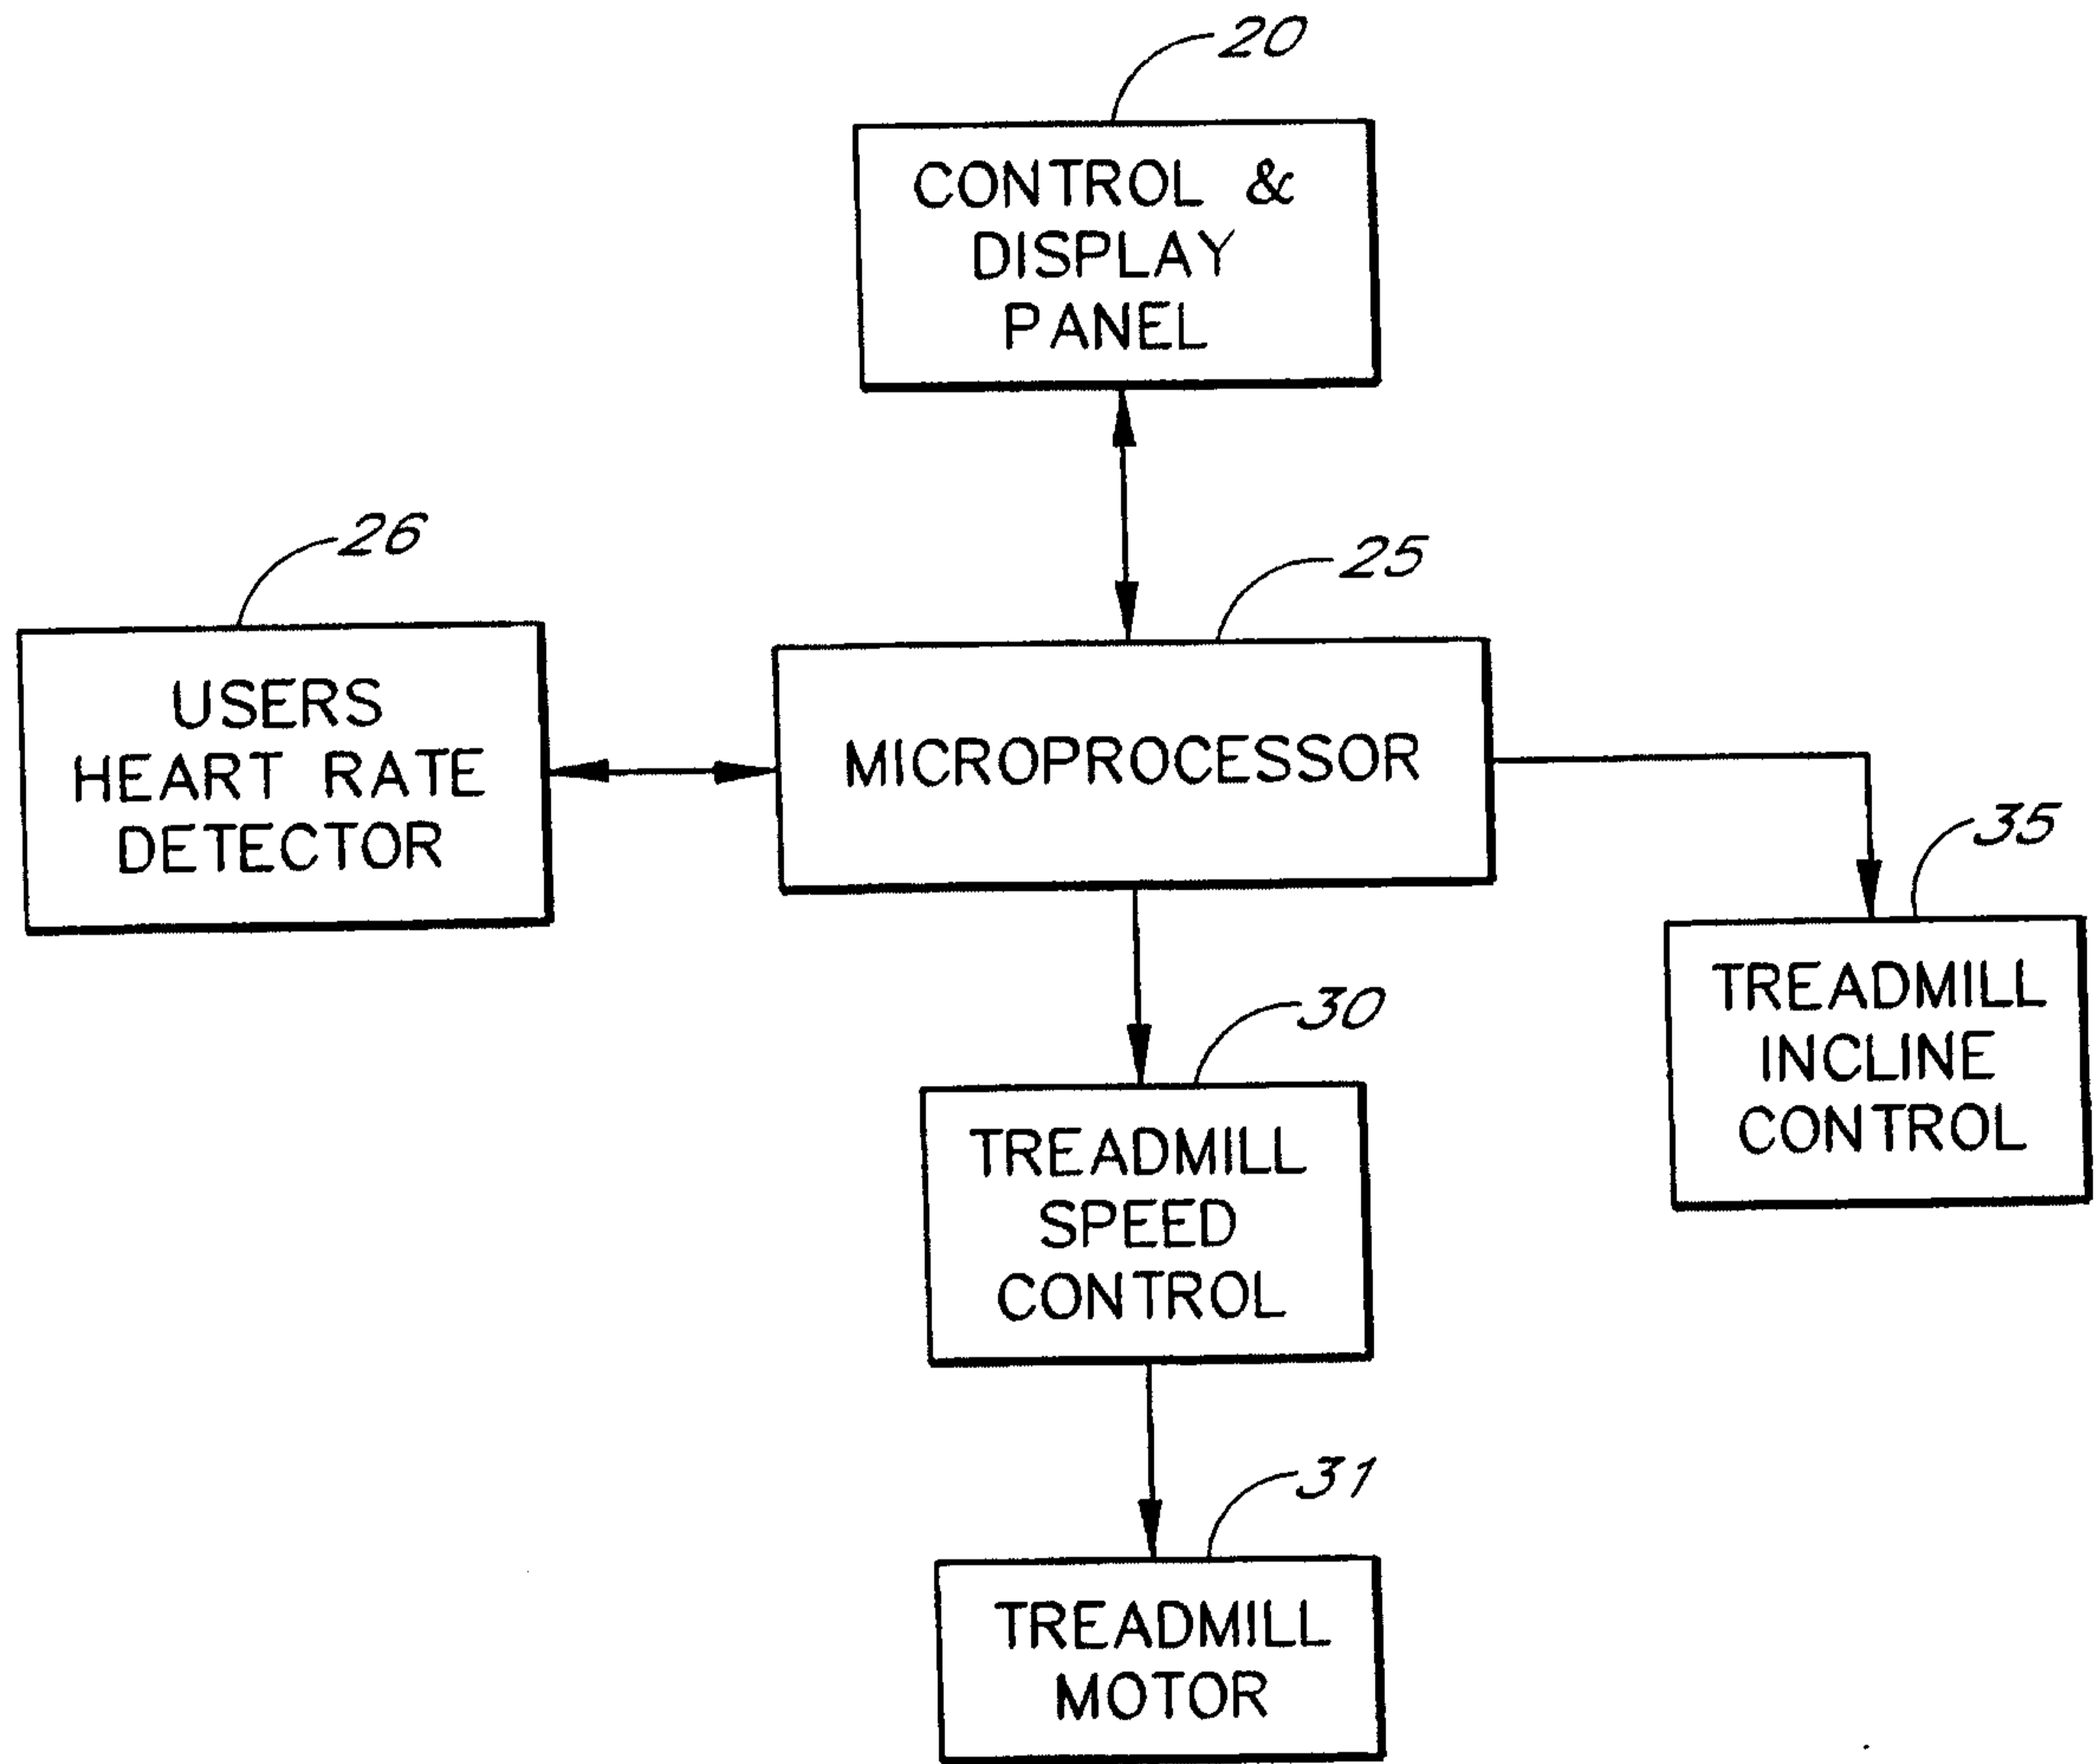 20
CONTROL &
DISPLAY
PANEL
26
25
USERS
HEART RATE
DETECTOR
MICROPROCESSOR
35
TREADMILL
INCLINE
CONTROL
30
TREADMILL
SPEED
CONTROL
31
TREADMILL
MOTOR